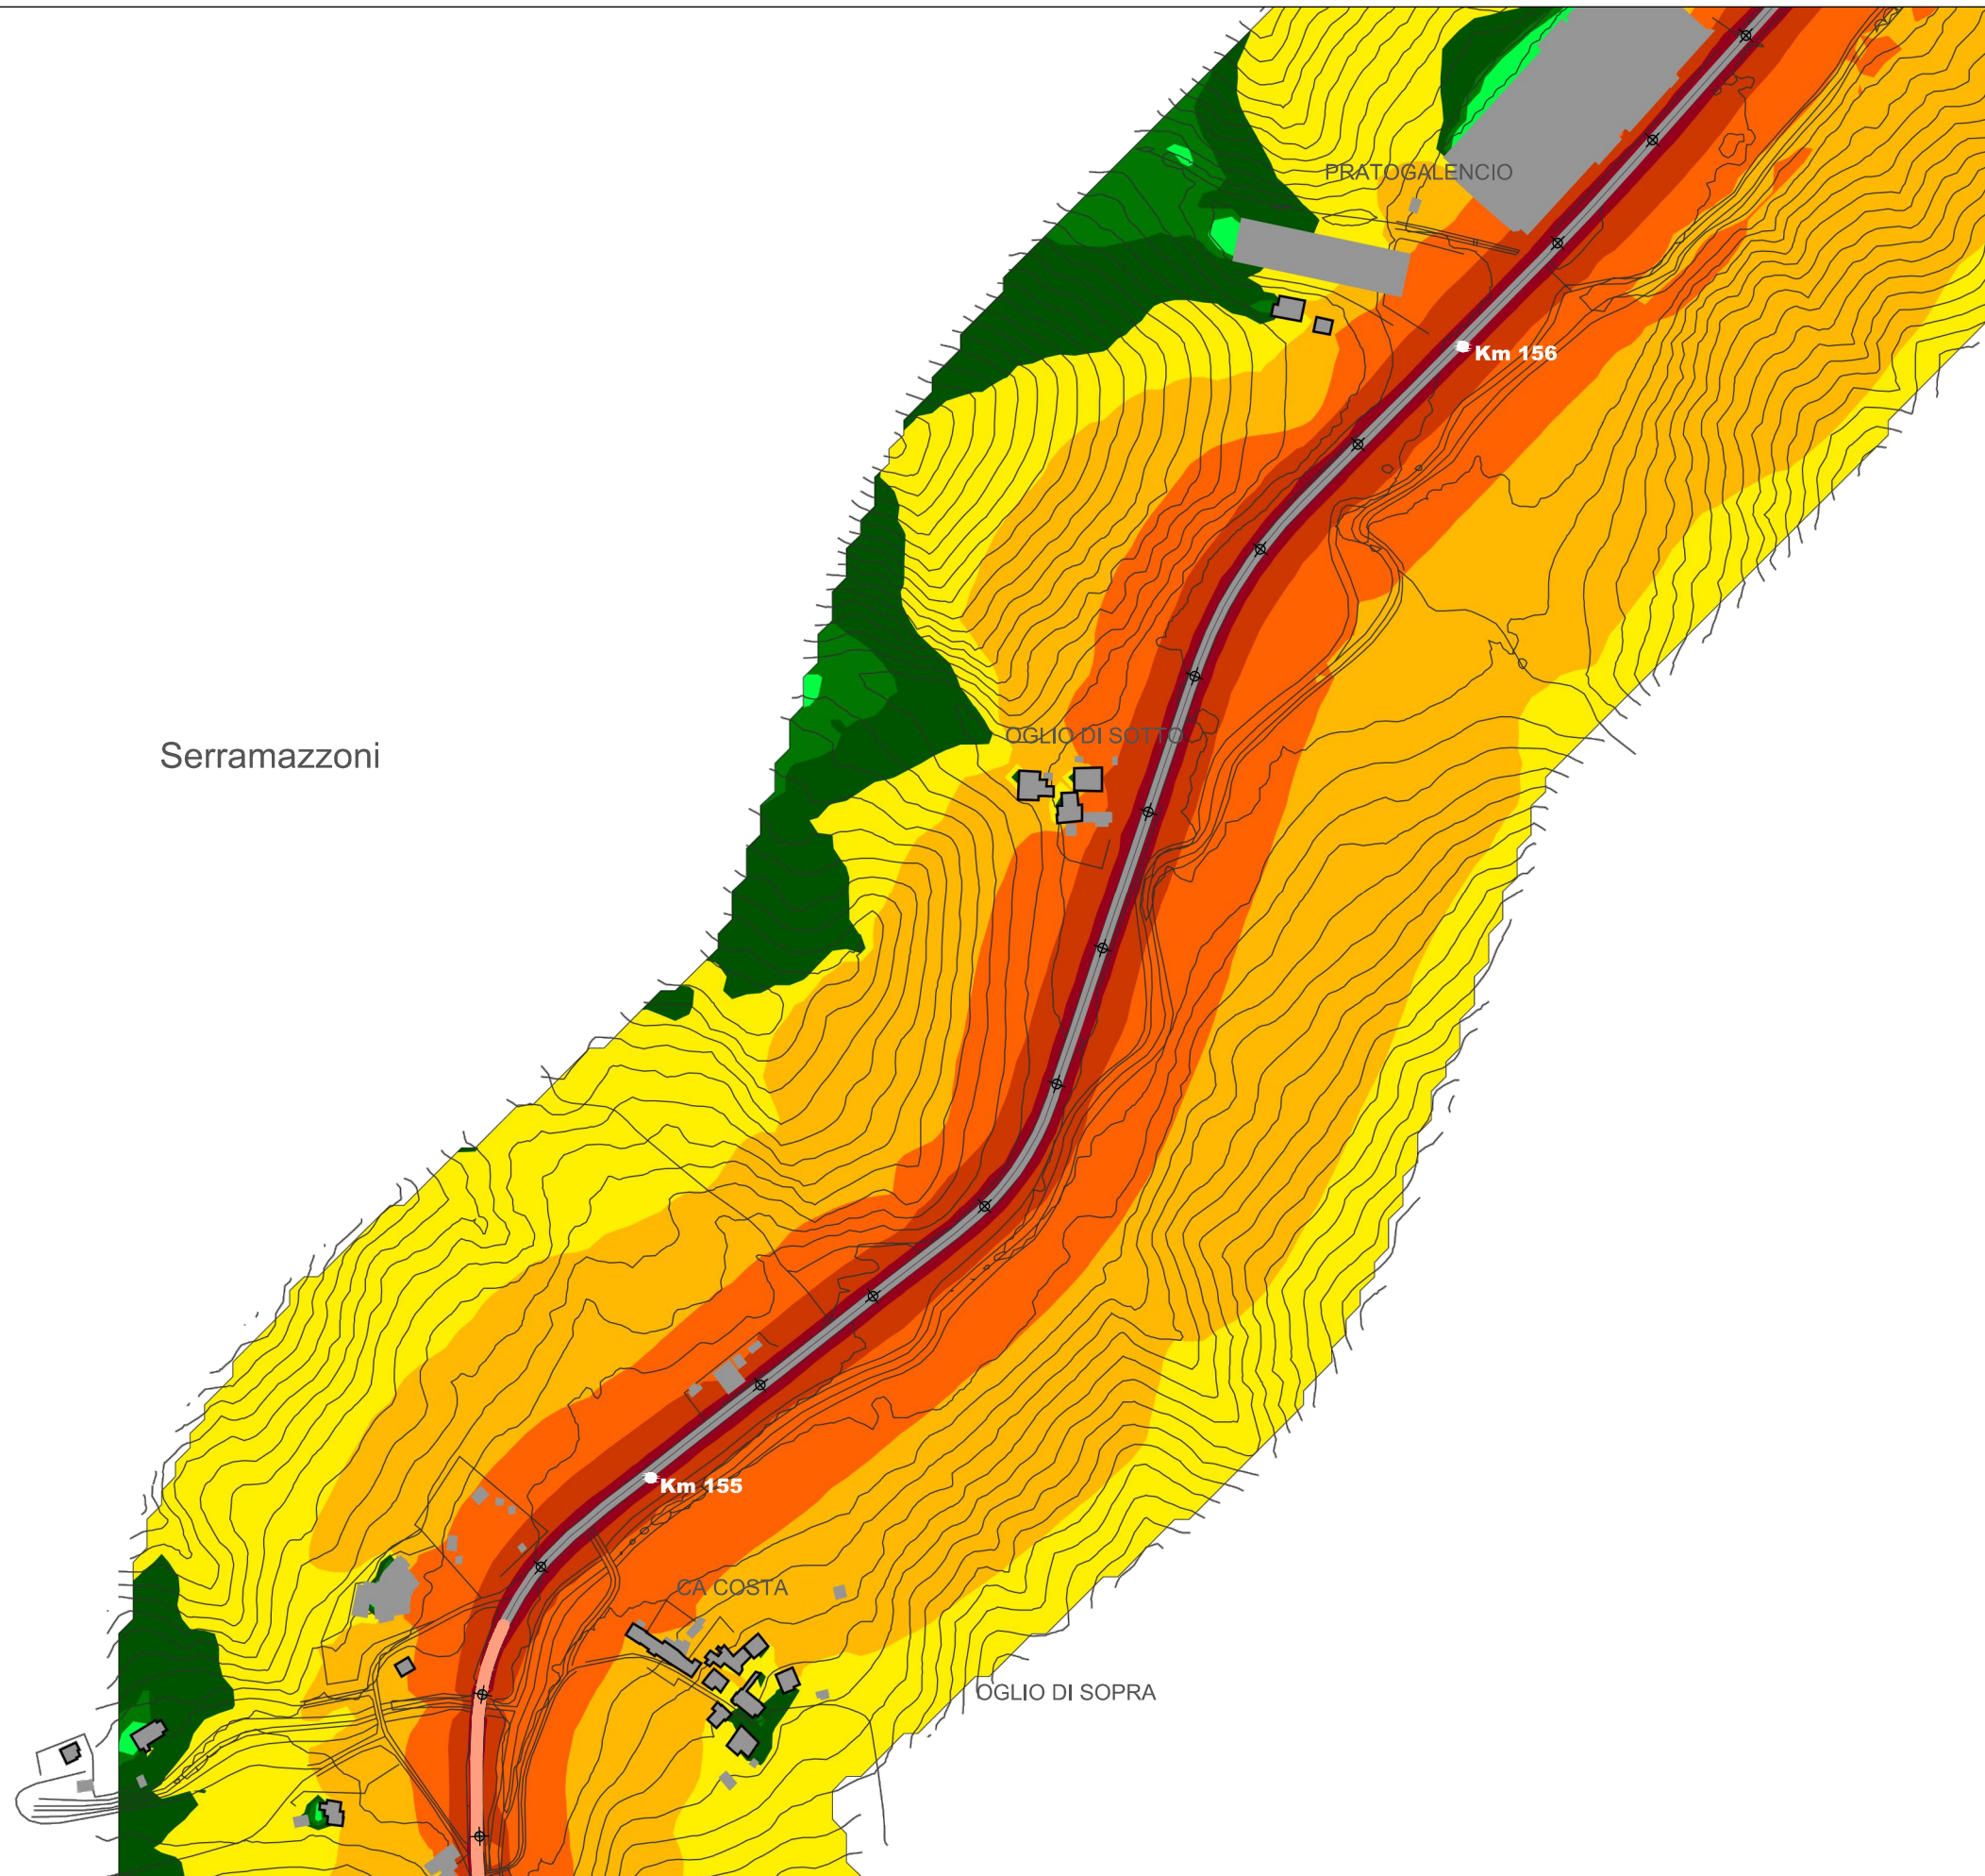 PRATOGALENCIO
Km 156
OGLIO DI SOTTO
Serramazzoni
Km 155
CA COSTA
OGLIO DI SOPRA